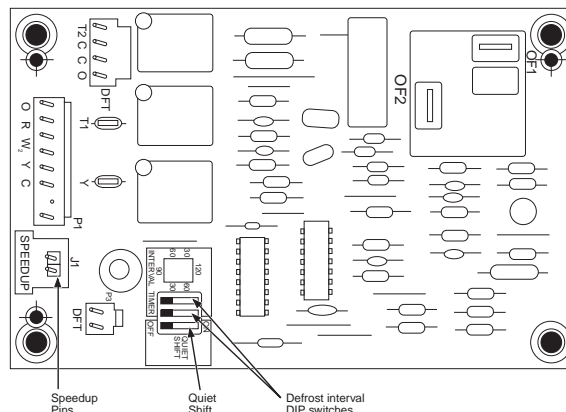 T2 C C O
DFT
T1
O R W2 Y C
Y
P1
OF1
OF2
SPEEDUP
J1
P3
DFT
INTERVAL TIMER OFF
30
60
120
90
30
60
ON
QUIET SHIFT
Speedup
Pins
Quiet
Shift
Defrost interval
DIP switches